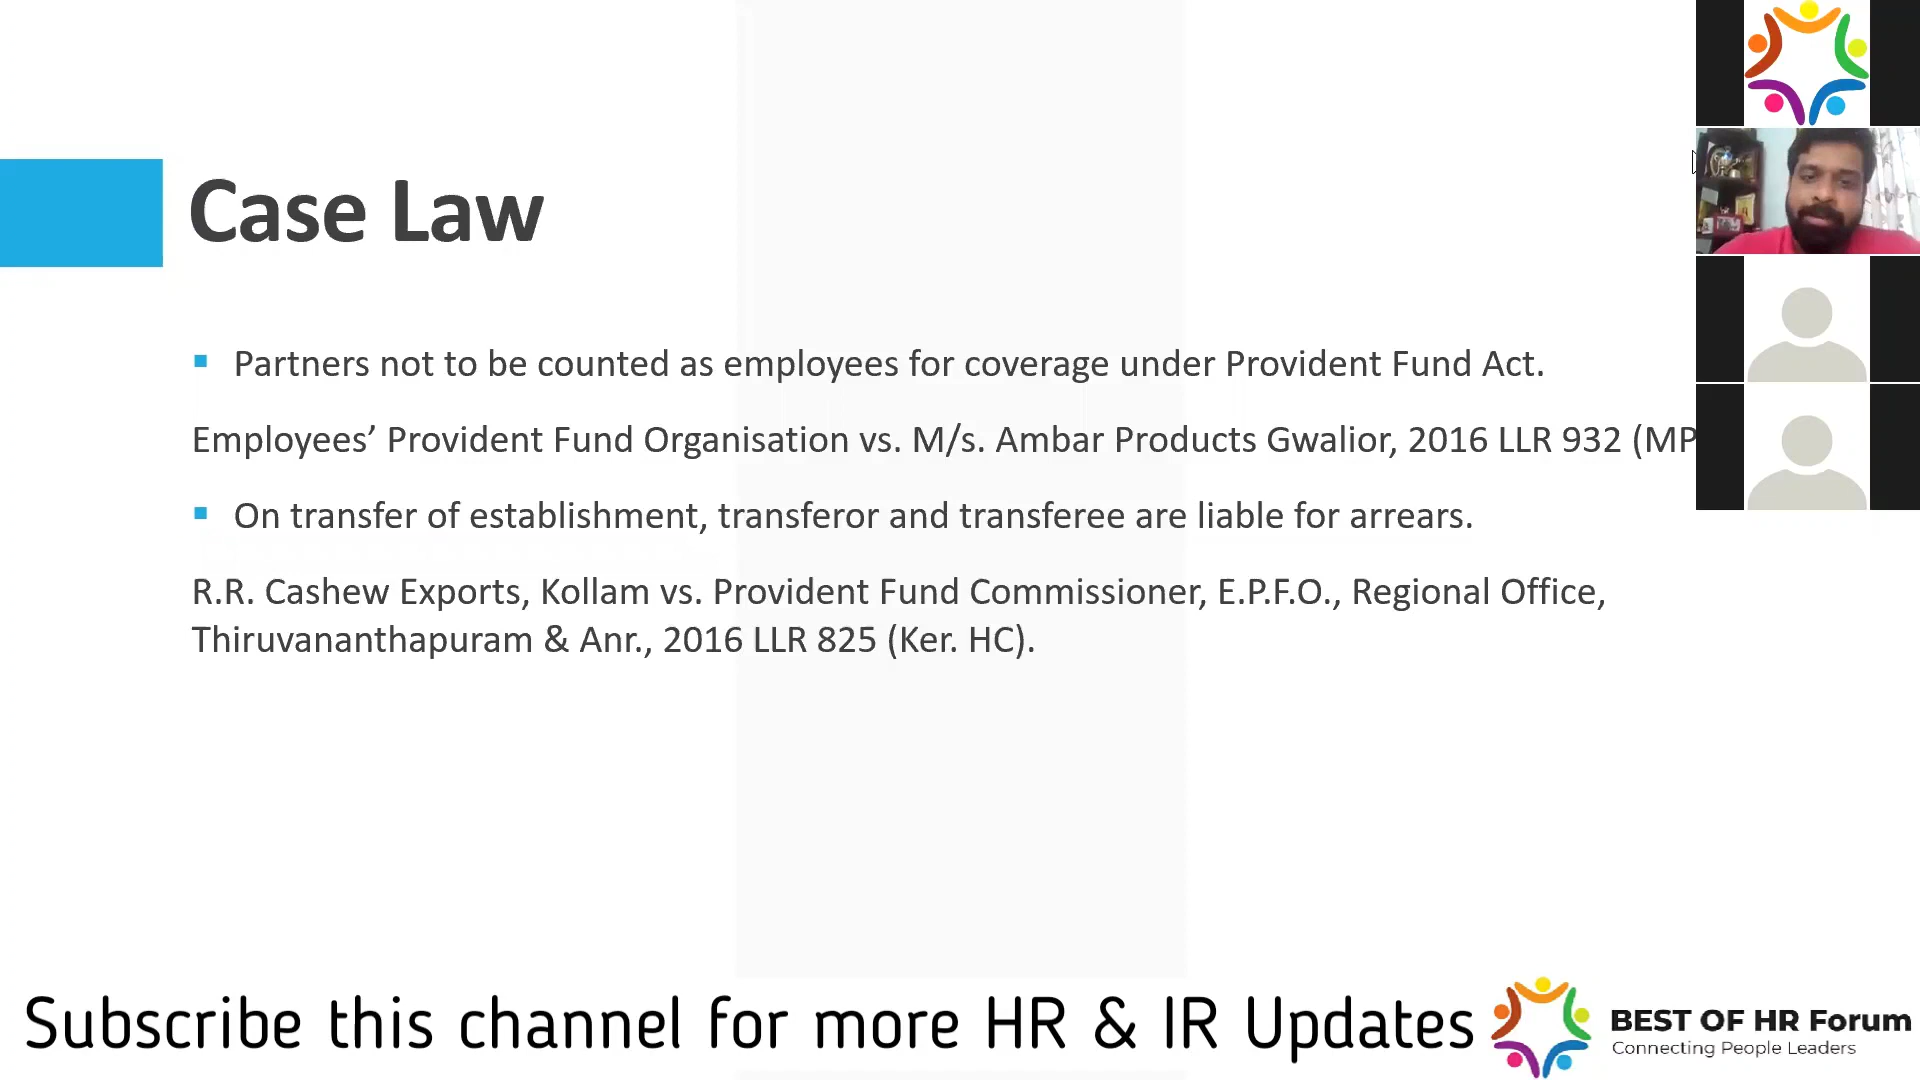 Case Law
Partners not to be counted as employees for coverage under Provident Fund Act.
Employees’ Provident Fund Organisation vs. M/s. Ambar Products Gwalior, 2016 LLR 932 (MP
On transfer of establishment, transferor and transferee are liable for arrears.
R.R. Cashew Exports, Kollam vs. Provident Fund Commissioner, E.P.F.O., Regional Office,
Thiruvananthapuram & Anr., 2016 LLR 825 (Ker. HC).
Subscribe this channel for more HR & IR Updates
BEST OF HR Forum
Connecting People Leaders